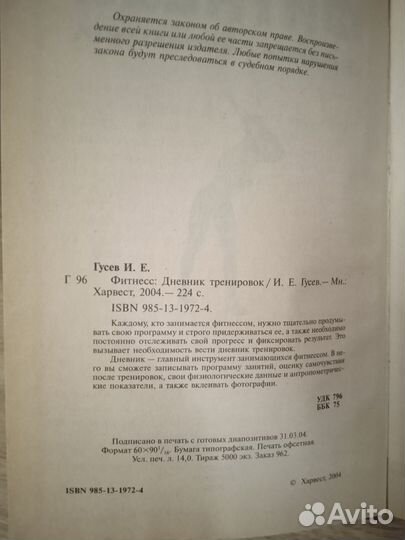 Охраняется законом об авторском праве. Воспроизве-
дение всей книги или любой ее части запрещается без пись-
менного разрешения издателя. Любые попытки нарушения
закона будут преследоваться в судебном порядке.
Гусев И. Е.
Г 96 Фитнесс: Дневник тренировок / И. Е. Гусев. — Мн.:
Харвест, 2004.— 224 с.
ISBN 985-13-1972-4.
Каждому, кто занимается фитнессом, нужно тщательно продумы-
вать свою программу и строго придерживаться ее, а также необходимо
постоянно отслеживать свой прогресс и фиксировать результат. Это
вызывает необходимость вести дневник тренировок.
Дневник — главный инструмент занимающихся фитнессом. В не-
го вы сможете записывать программу занятий, оценку самочувствия
после тренировок, свои физиологические данные и антропометричес-
кие показатели, а также вклеивать фотографии.
УДК 796
ББК 75
Подписано в печать с готовых диапозитивов 31.03.04.
Формат 60×90¹/₁₆. Бумага типографская. Печать офсетная.
Усл. печ. л. 14,0. Тираж 5000 экз. Заказ 962.
ISBN 985-13-1972-4
© Харвест, 2004
Avito